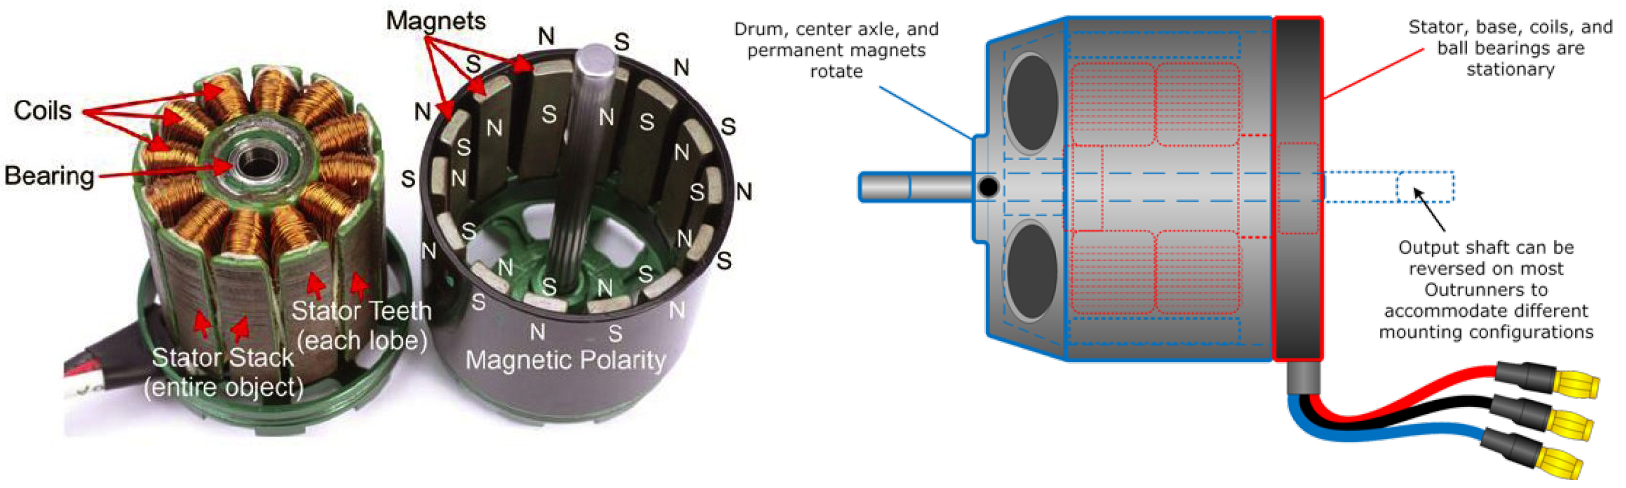 Magnets
Coils
Bearing
Stator Teeth
(each lobe)
Stator Stack
(entire object)
N
S
S
N
N
S
S
N
N
S
S
N
N
S
N
S
N
S
S
N
N
S
S
N
N
S
S
N
Magnetic Polarity
Drum, center axle, and
permanent magnets
rotate
Stator, base, coils, and
ball bearings are
stationary
Output shaft can be
reversed on most
Outrunners to
accommodate different
mounting configurations